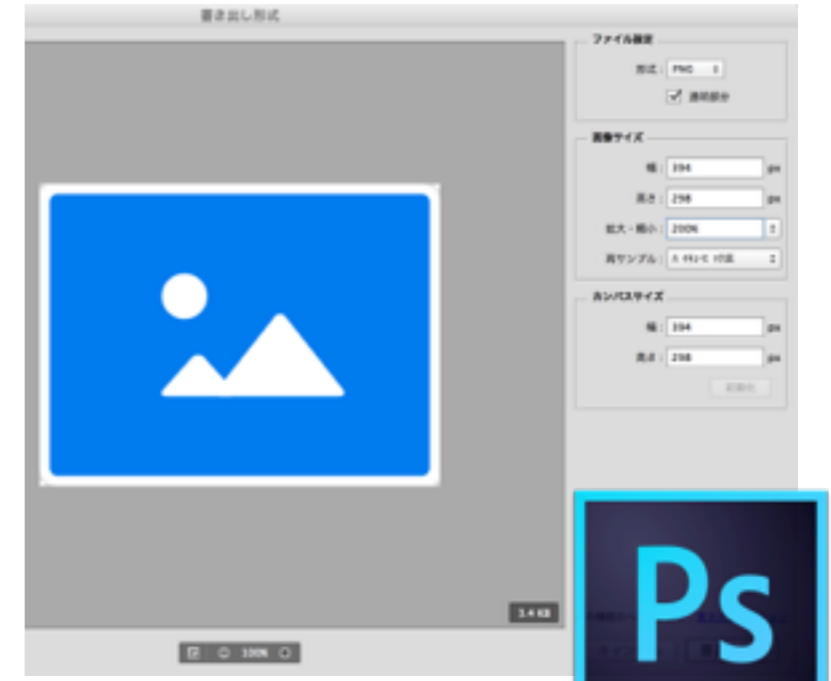 書き出し形式
ファイル設定
形式: PNG
透明部分
画像サイズ
幅: 394 px
高さ: 298 px
拡大・縮小: 200%
再サンプル:
カンバスサイズ
幅: 394 px
高さ: 298 px
初期化
3.4 KB
100%
Ps